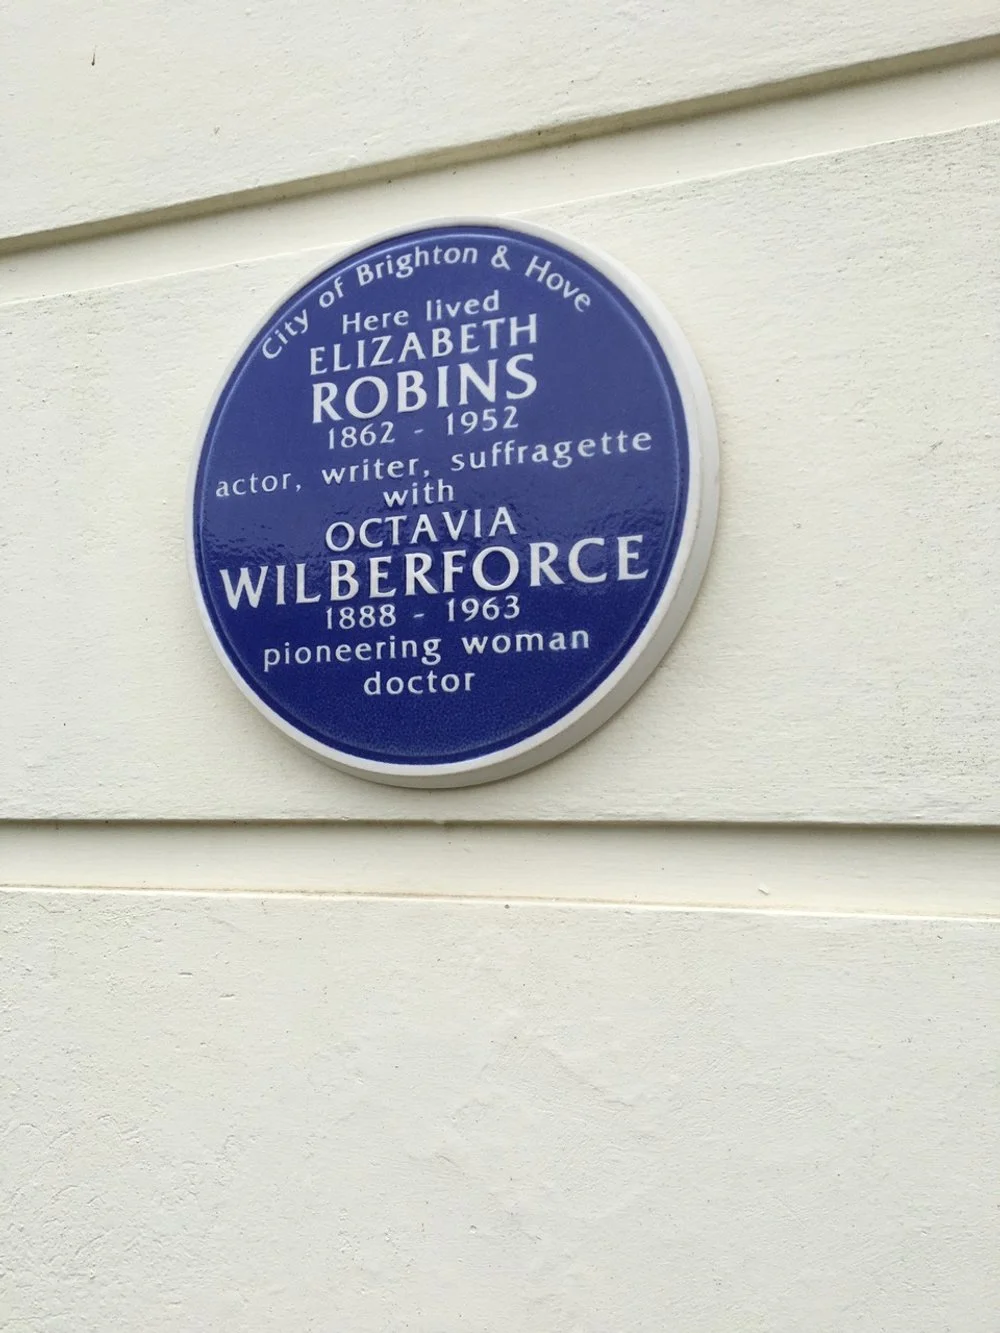 City of Brighton & Hove
Here lived
ELIZABETH
ROBINS
1862 - 1952
actor, writer, suffragette
with
OCTAVIA
WILBERFORCE
1888 - 1963
pioneering woman
doctor